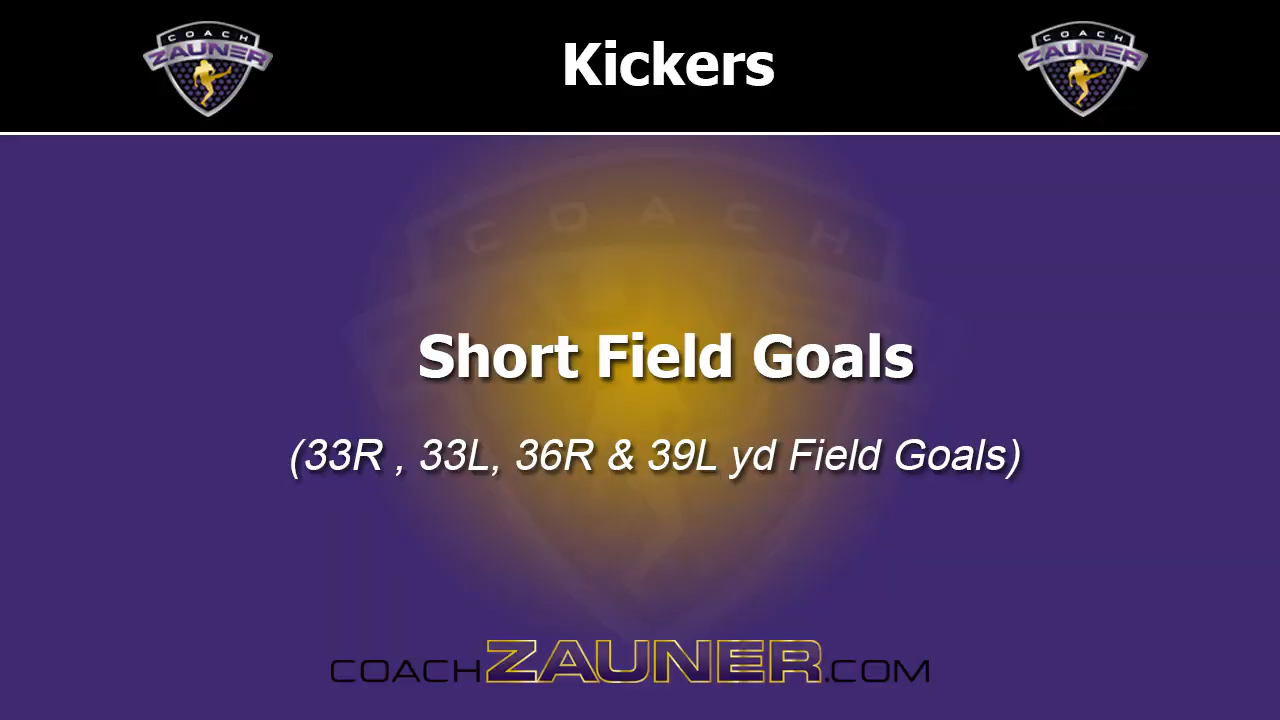 COACH
ZAUNER
Kickers
COACH
ZAUNER
COACH
Short Field Goals
(33R , 33L, 36R & 39L yd Field Goals)
COACHZAUNER.COM